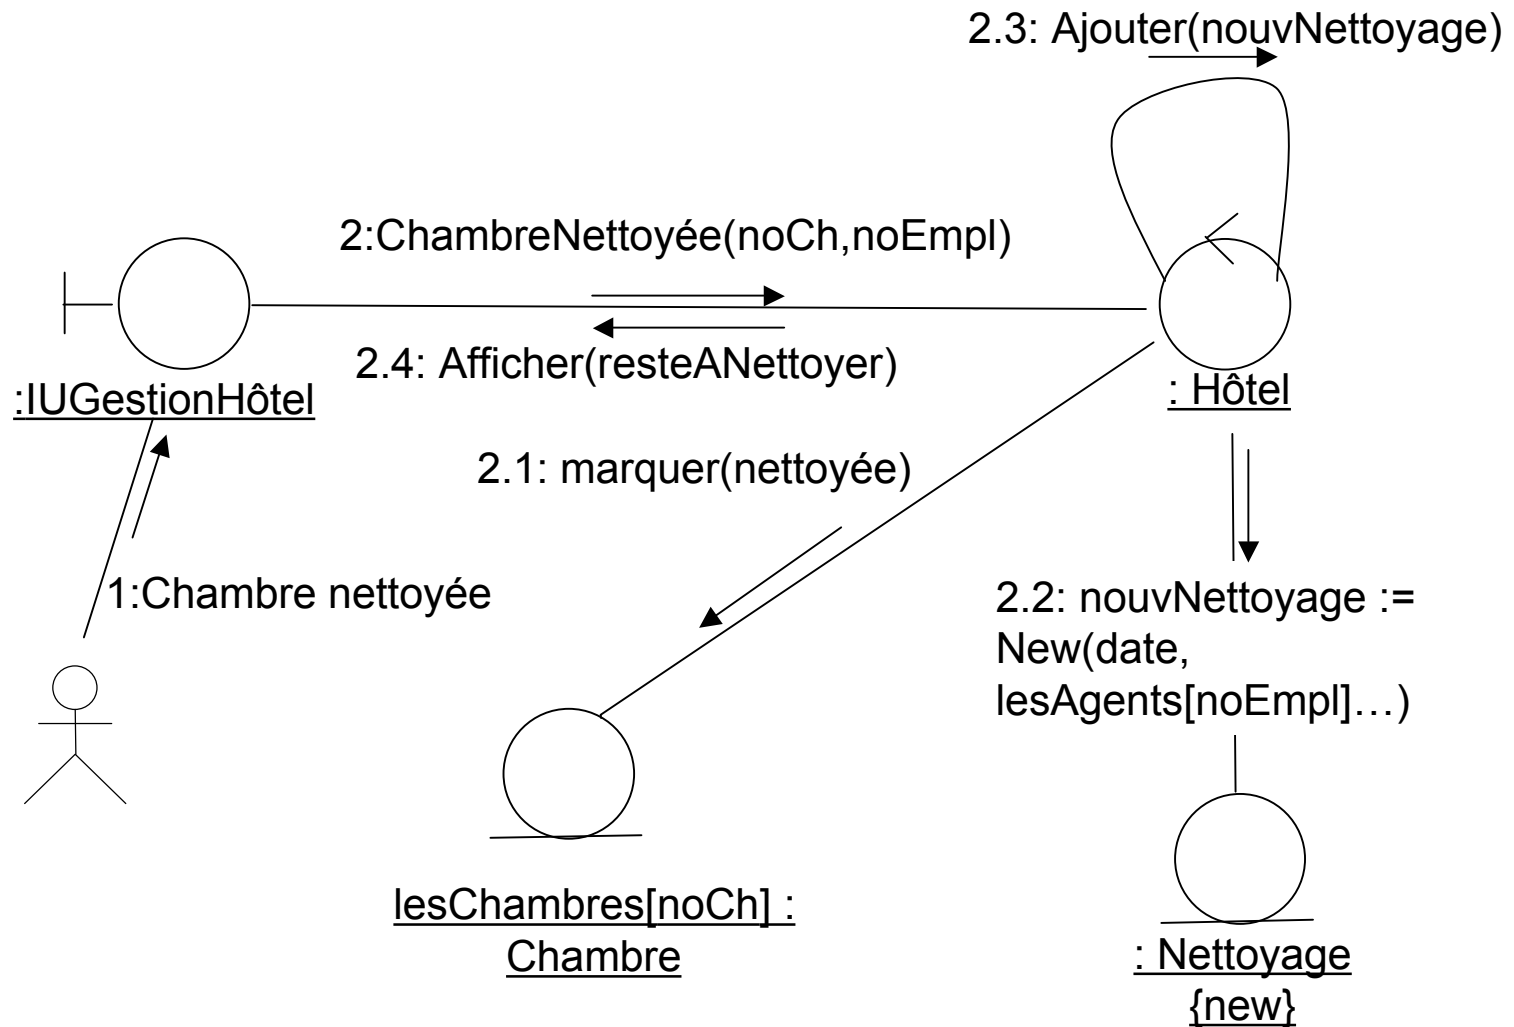 2.3: Ajouter(nouvNettoyage)
2:ChambreNettoyée(noCh,noEmpl)
2.4: Afficher(resteANettoyer)
:IUGestionHôtel
: Hôtel
2.1: marquer(nettoyée)
1:Chambre nettoyée
2.2: nouvNettoyage :=
New(date,
lesAgents[noEmpl]…)
lesChambres[noCh] :
Chambre
: Nettoyage
{new}